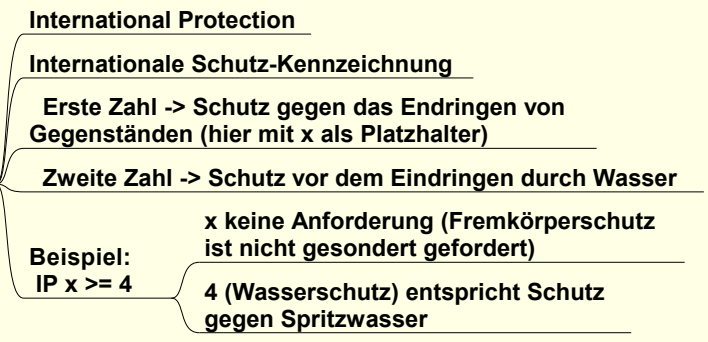 International Protection
Internationale Schutz-Kennzeichnung
Erste Zahl -> Schutz gegen das Endringen von
Gegenständen (hier mit x als Platzhalter)
Zweite Zahl -> Schutz vor dem Eindringen durch Wasser
Beispiel:
IP x >= 4
x keine Anforderung (Fremkörperschutz
ist nicht gesondert gefordert)
4 (Wasserschutz) entspricht Schutz
gegen Spritzwasser